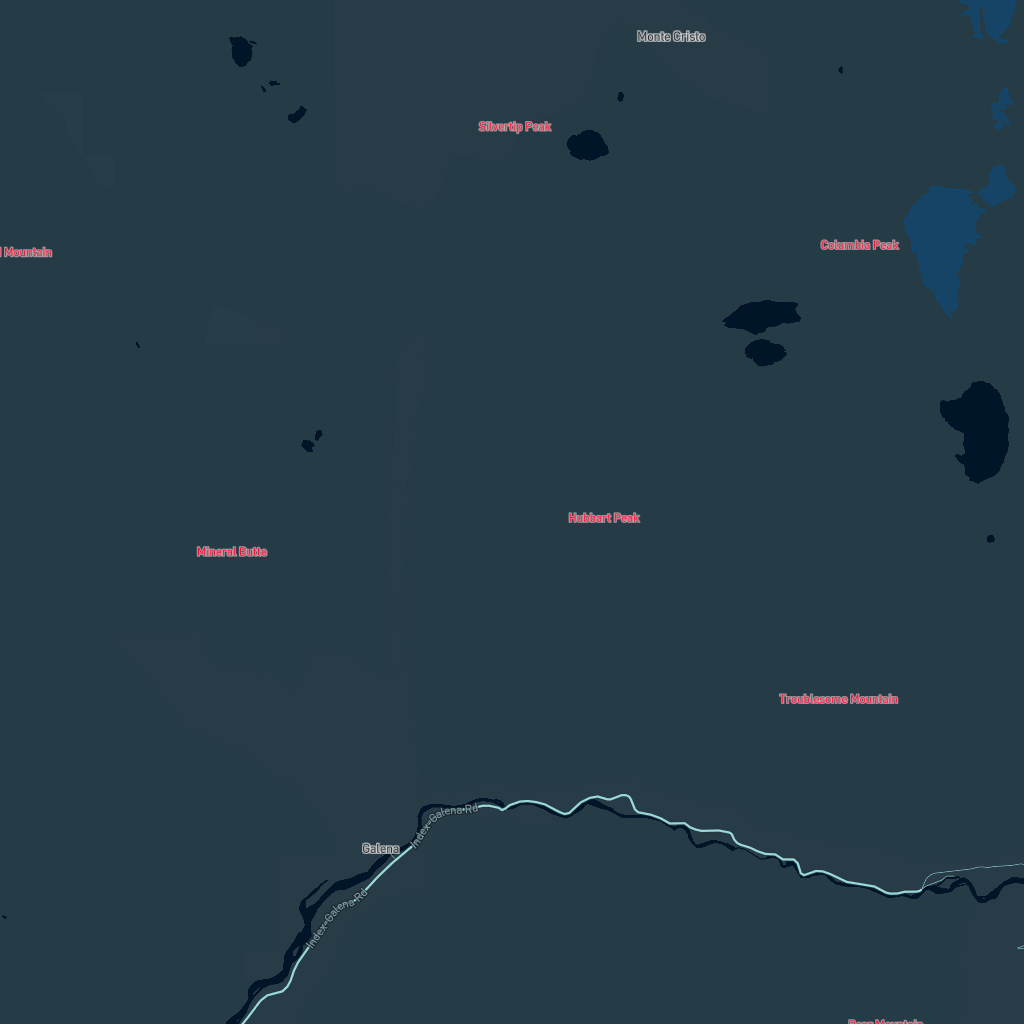 Monte Cristo
Silvertip Peak
Columbia Peak
Mountain
Hubbart Peak
Mineral Butte
Troublesome Mountain
Index-Galena Rd
Galena
Index-Galena Rd